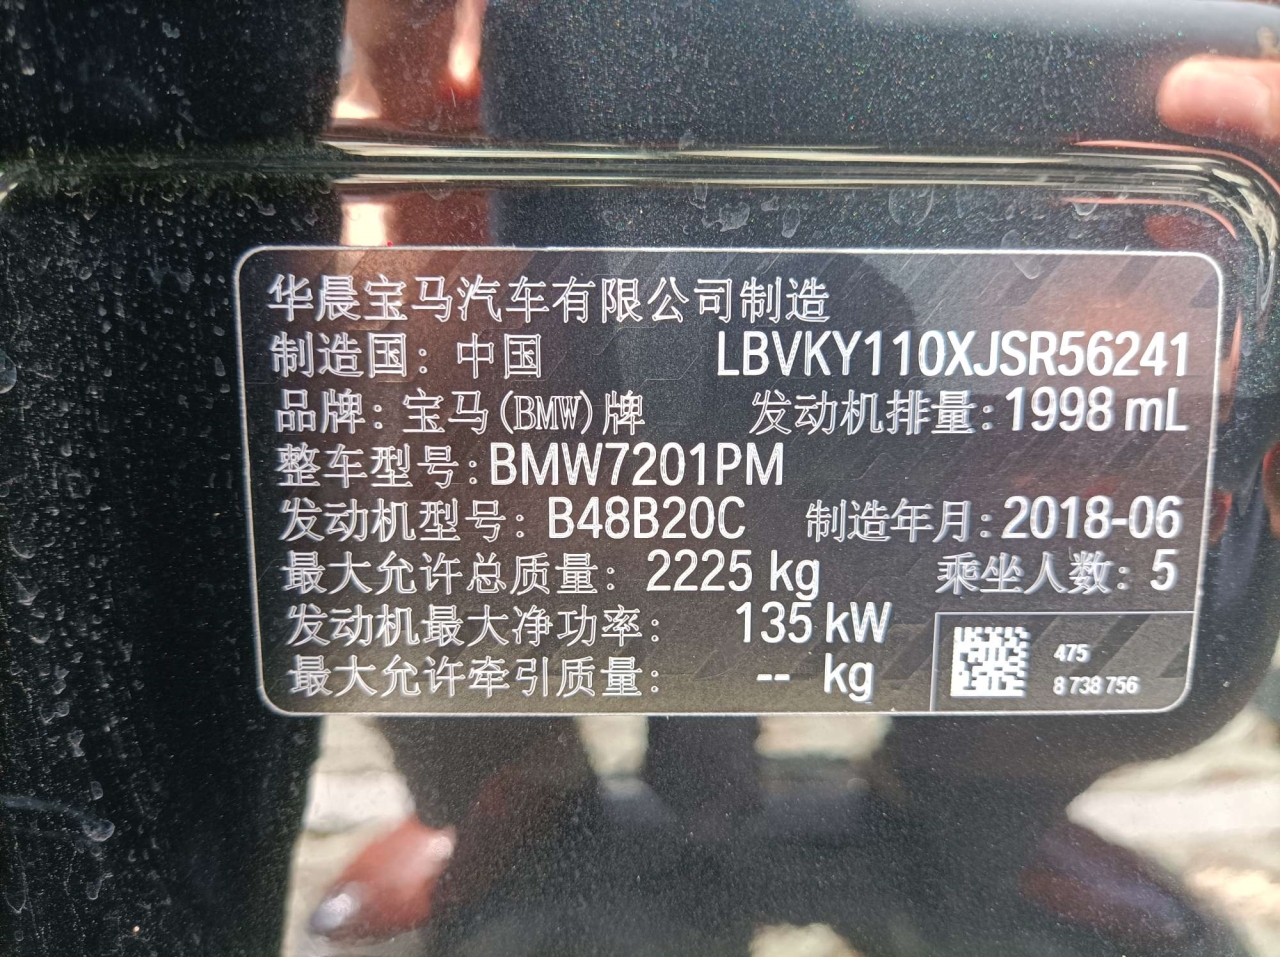 华晨宝马汽车有限公司制造
制造国：中国 LBVKY110XJSR56241
品牌：宝马(BMW)牌 发动机排量：1998 mL
整车型号：BMW7201PM
发动机型号：B48B20C 制造年月：2018-06
最大允许总质量：2225 kg 乘坐人数：5
发动机最大净功率：135 kW
最大允许牵引质量：-- kg
475
8 738 756